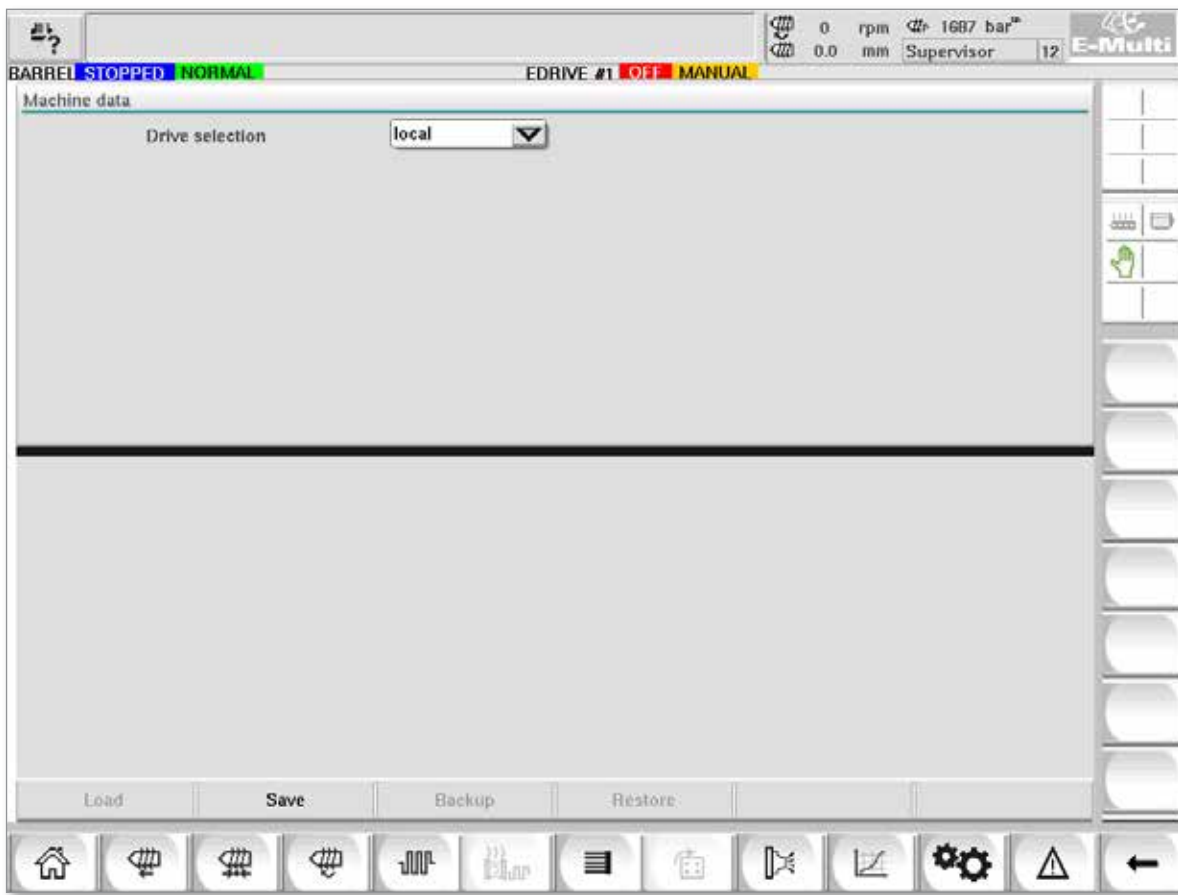 ?
0 rpm 1687 bar
0.0 mm Supervisor 12
E-Multi
BARREL STOPPED NORMAL EDRIVE #1 OFF MANUAL
Machine data
Drive selection local
Load Save Backup Restore